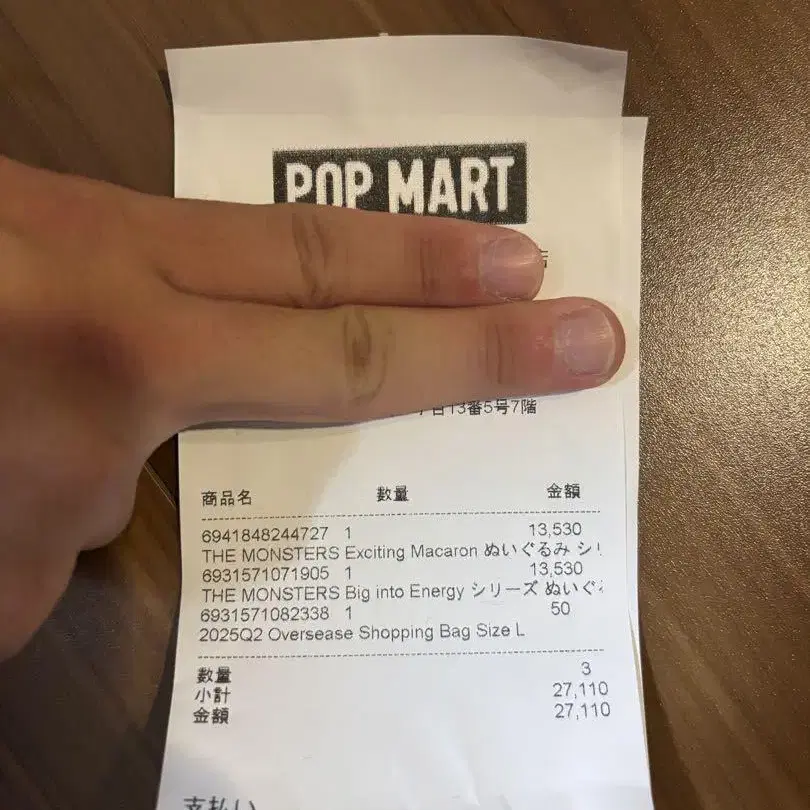 POP MART
13番5号7階
商品名 數量 金額
6941848244727 1 13,530
THE MONSTERS Exciting Macaron ぬいぐるみ シ
6931571071905 1 13,530
THE MONSTERS Big into Energy シリーズ ぬいぐ
6931571082338 1 50
2025Q2 Oversease Shopping Bag Size L
數量 3
小計 27,110
金額 27,110
支払い